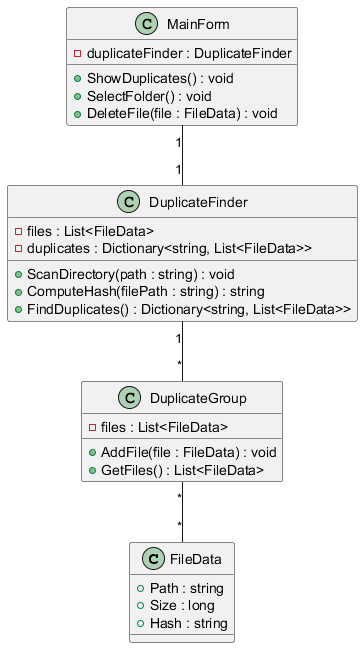 C MainForm
duplicateFinder : DuplicateFinder
ShowDuplicates() : void
SelectFolder() : void
DeleteFile(file : FileData) : void
1
1
C DuplicateFinder
files : List<FileData>
duplicates : Dictionary<string, List<FileData>>
ScanDirectory(path : string) : void
ComputeHash(filePath : string) : string
FindDuplicates() : Dictionary<string, List<FileData>>
1
*
C DuplicateGroup
files : List<FileData>
AddFile(file : FileData) : void
GetFiles() : List<FileData>
*
*
C FileData
Path : string
Size : long
Hash : string